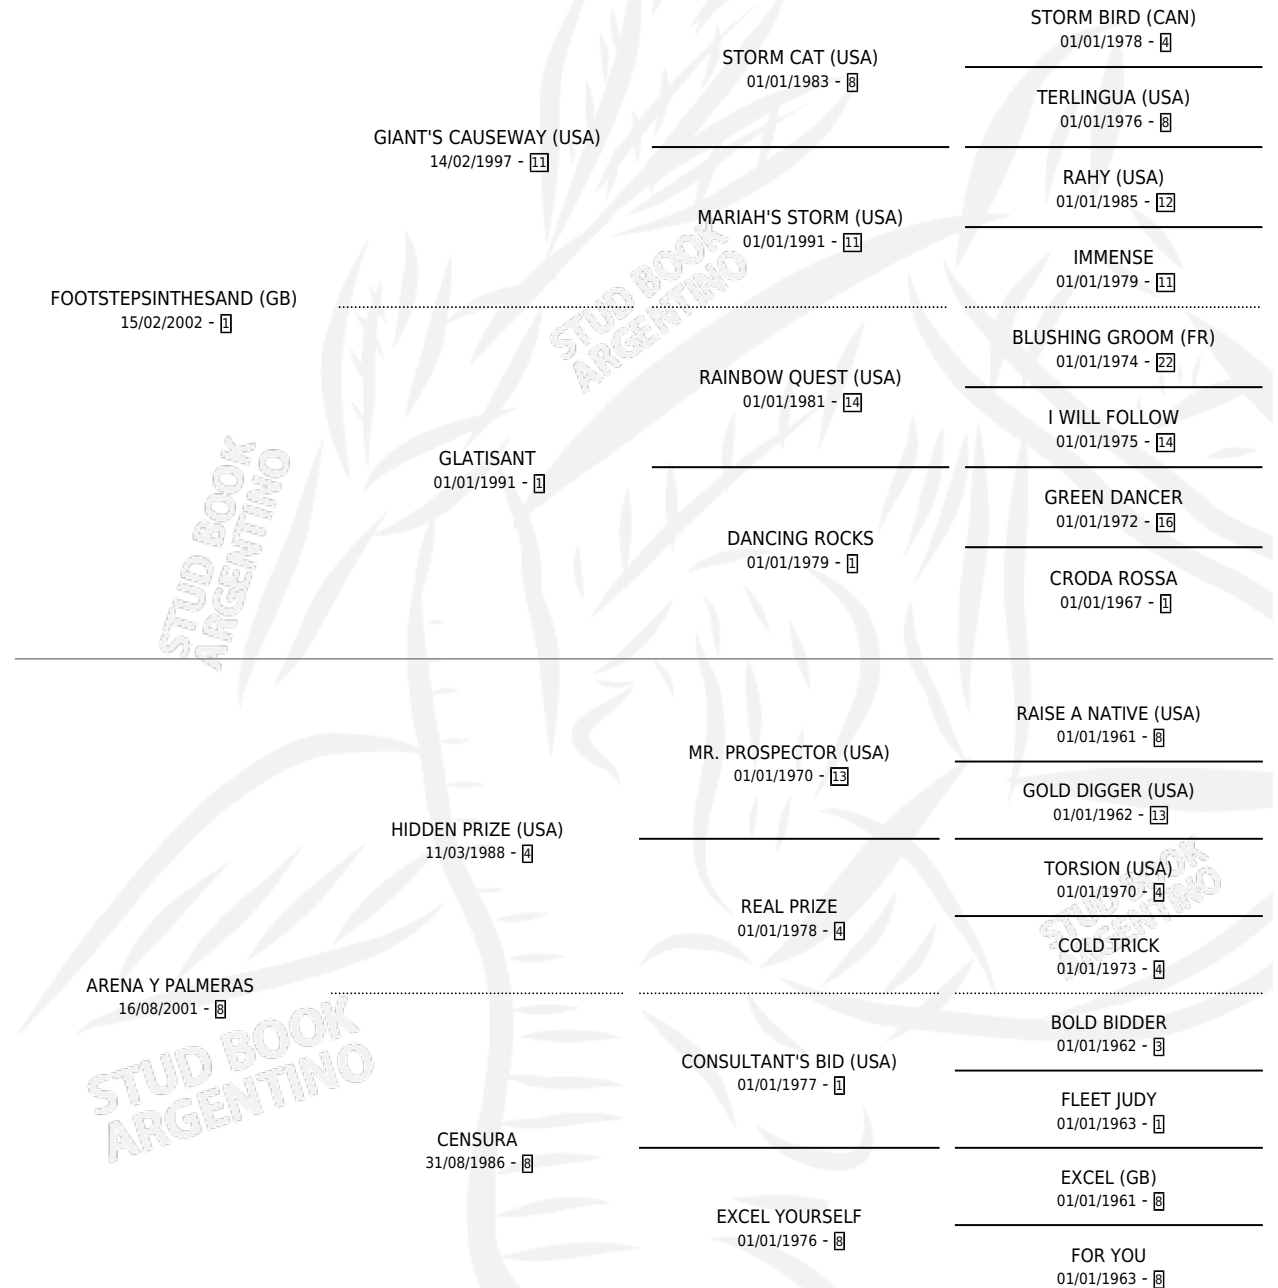 STORM BIRD (CAN)
01/01/1978 - 4
STORM CAT (USA)
01/01/1983 - 8
TERLINGUA (USA)
01/01/1976 - 8
GIANT'S CAUSEWAY (USA)
14/02/1997 - 11
RAHY (USA)
01/01/1985 - 12
MARIAH'S STORM (USA)
01/01/1991 - 11
IMMENSE
01/01/1979 - 11
FOOTSTEPSINTHESAND (GB)
15/02/2002 - 1
STUD BOOK
ARGENTINO
BLUSHING GROOM (FR)
01/01/1974 - 22
RAINBOW QUEST (USA)
01/01/1981 - 14
I WILL FOLLOW
01/01/1975 - 14
GLATISANT
01/01/1991 - 1
GREEN DANCER
01/01/1972 - 16
DANCING ROCKS
01/01/1979 - 1
CRODA ROSSA
01/01/1967 - 1
STUD BOOK
ARGENTINO
RAISE A NATIVE (USA)
01/01/1961 - 8
MR. PROSPECTOR (USA)
01/01/1970 - 13
GOLD DIGGER (USA)
01/01/1962 - 13
HIDDEN PRIZE (USA)
11/03/1988 - 4
TORSION (USA)
01/01/1970 - 4
REAL PRIZE
01/01/1978 - 4
STUD BOOK
ARGENTINO
COLD TRICK
01/01/1973 - 4
ARENA Y PALMERAS
16/08/2001 - 8
STUD BOOK
ARGENTINO
BOLD BIDDER
01/01/1962 - 3
CONSULTANT'S BID (USA)
01/01/1977 - 1
FLEET JUDY
01/01/1963 - 1
CENSURA
31/08/1986 - 8
EXCEL (GB)
01/01/1961 - 8
EXCEL YOURSELF
01/01/1976 - 8
FOR YOU
01/01/1963 - 8